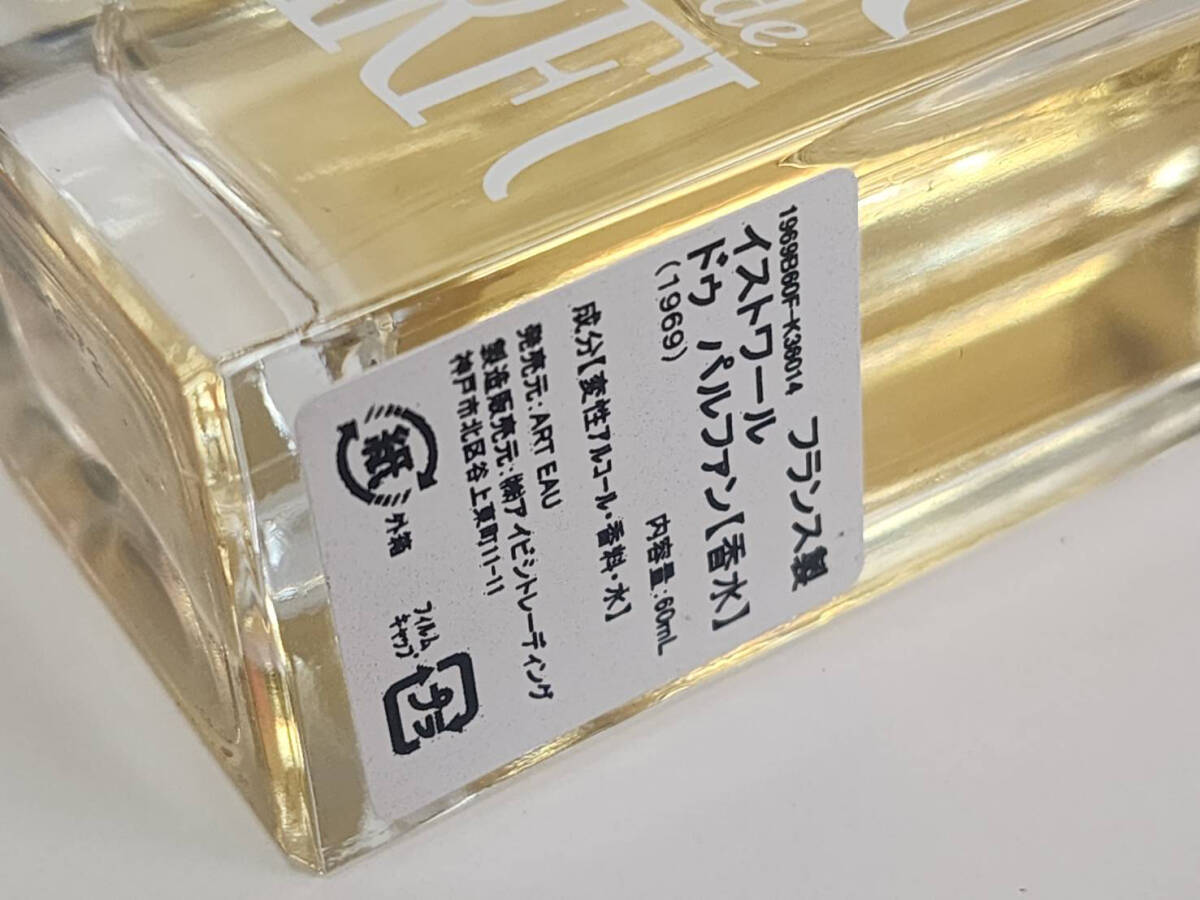 de
1969B60F-K36014 フランス製
イストワール
ドゥ パルファン【香水】
(1969)
内容量:60mL
成分【変性アルコール・香料・水】
発売元:ART EAU
製造販売元:㈱アイビシトレーディング
神戸市北区谷上東町11-11
紙
外箱
フィルム
キャップ
プラ